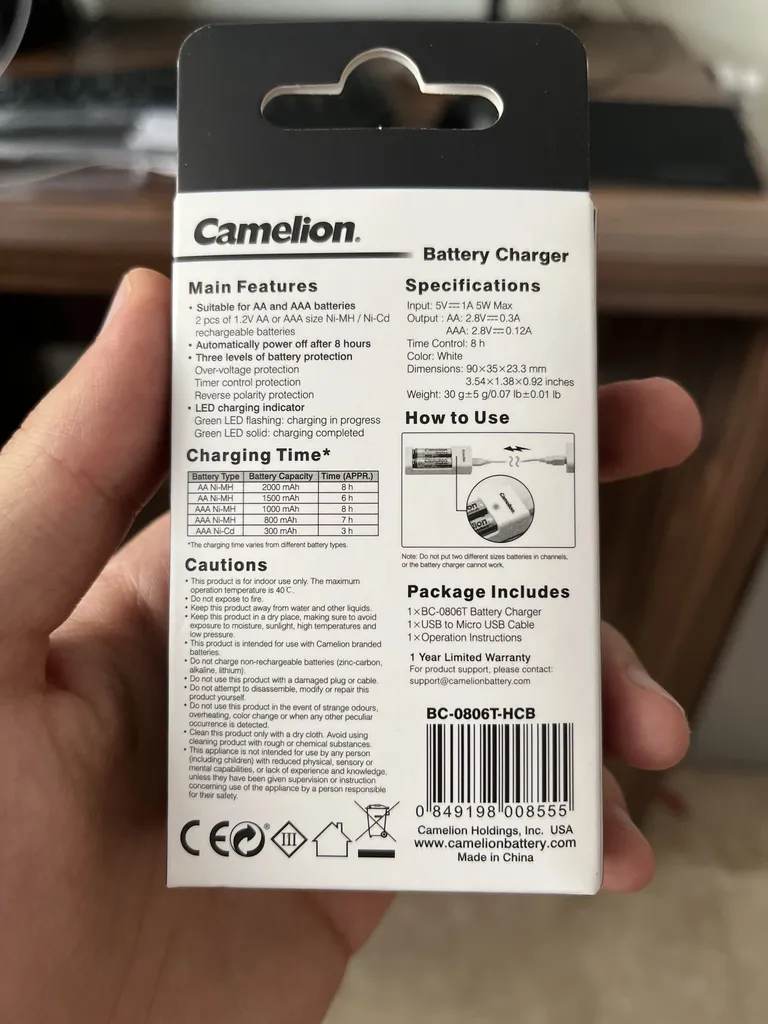 Camelion®
Battery Charger
Main Features
• Suitable for AA and AAA batteries
2 pcs of 1.2V AA or AAA size Ni-MH / Ni-Cd
rechargeable batteries
• Automatically power off after 8 hours
• Three levels of battery protection
Over-voltage protection
Timer control protection
Reverse polarity protection
• LED charging indicator
Green LED flashing: charging in progress
Green LED solid: charging completed
Charging Time*
Battery Type Battery Capacity Time (APPR.)
AA Ni-MH 2000 mAh 8 h
AA Ni-MH 1500 mAh 6 h
AAA Ni-MH 1000 mAh 8 h
AAA Ni-MH 800 mAh 7 h
AAA Ni-Cd 300 mAh 3 h
*The charging time varies from different battery types.
Cautions
• This product is for indoor use only. The maximum
operation temperature is 40℃.
• Do not expose to fire.
• Keep this product away from water and other liquids.
• Keep this product in a dry place, making sure to avoid
exposure to moisture, sunlight, high temperatures and
low pressure.
• This product is intended for use with Camelion branded
batteries.
• Do not charge non-rechargeable batteries (zinc-carbon,
alkaline, lithium).
• Do not use this product with a damaged plug or cable.
• Do not attempt to disassemble, modify or repair this
product yourself.
• Do not use this product in the event of strange odours,
overheating, color change or when any other peculiar
occurrence is detected.
• Clean this product only with a dry cloth. Avoid using
cleaning product with rough or chemical substances.
• This appliance is not intended for use by any person
(including children) with reduced physical, sensory or
mental capabilities, or lack of experience and knowledge,
unless they have been given supervision or instruction
concerning use of the appliance by a person responsible
for their safety.
CE ® III
Specifications
Input: 5V⎓1A 5W Max
Output : AA: 2.8V⎓0.3A
AAA: 2.8V⎓0.12A
Time Control: 8 h
Color: White
Dimensions: 90×35×23.3 mm
3.54×1.38×0.92 inches
Weight: 30 g±5 g/0.07 lb±0.01 lb
How to Use
Camelion
Note: Do not put two different sizes batteries in channels,
or the battery charger cannot work.
Package Includes
1×BC-0806T Battery Charger
1×USB to Micro USB Cable
1×Operation Instructions
1 Year Limited Warranty
For product support, please contact:
support@camelionbattery.com
BC-0806T-HCB
0 849198 008555
Camelion Holdings, Inc. USA
www.camelionbattery.com
Made in China